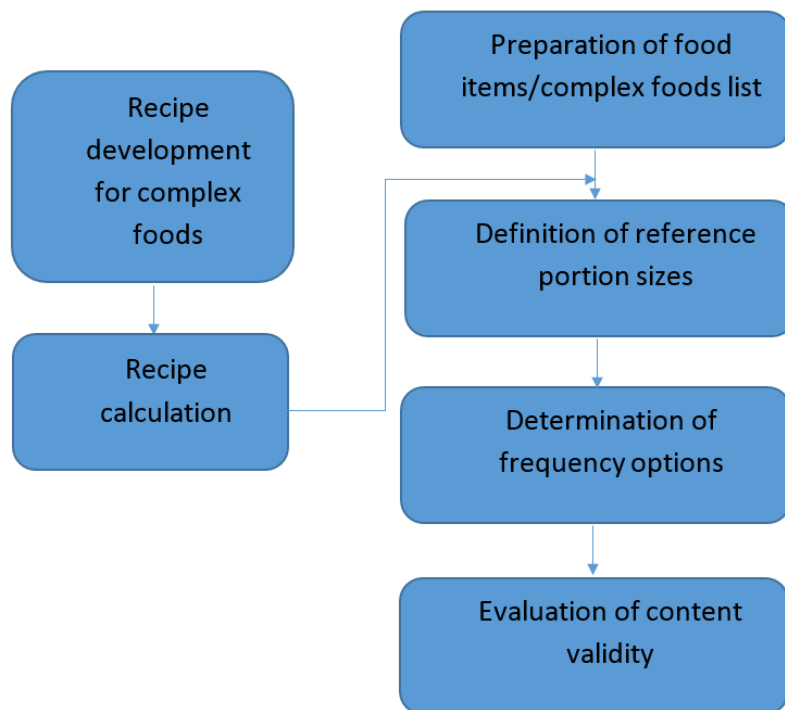 Preparation of food
items/complex foods list
Recipe
development
for complex
foods
Definition of reference
portion sizes
Recipe
calculation
Determination of
frequency options
Evaluation of content
validity